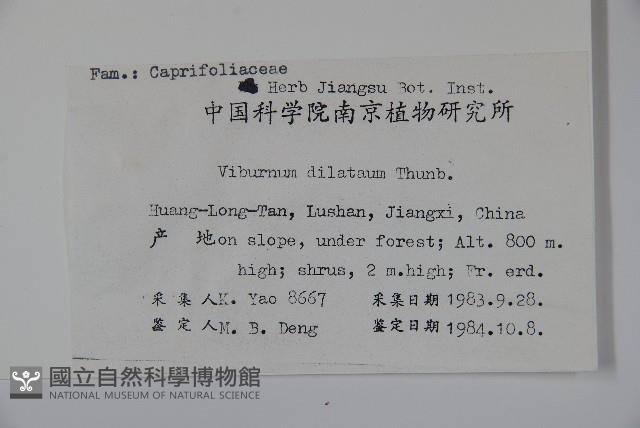 Fam.: Caprifoliaceae
Herb Jiangsu Bot. Inst.
中国科学院南京植物研究所
Viburnum dilataum Thunb.
Huang-Long-Tan, Lushan, Jiangxi, China
产 地on slope, under forest; Alt. 800 m.
high; shrus, 2 m.high; Fr. erd.
采 集 人K. Yao 8667 采集日期 1983.9.28.
鉴 定 人M. B. Deng 鉴定日期 1984.10.8.
國立自然科學博物館
NATIONAL MUSEUM OF NATURAL SCIENCE